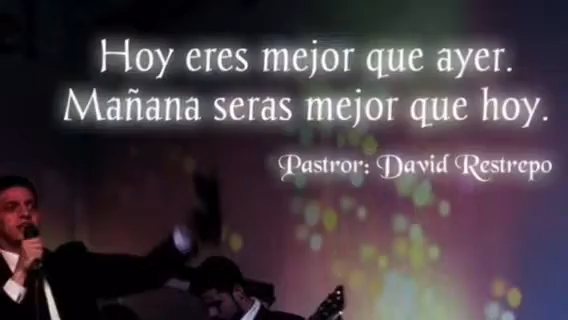 Hoy eres mejor que ayer.
Mañana seras mejor que hoy.
Pastror: David Restrepo